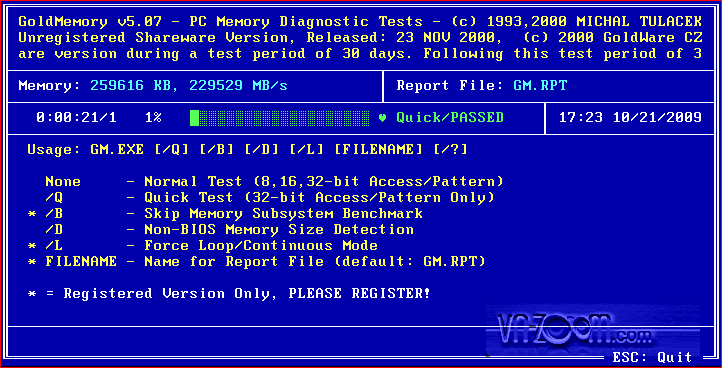 GoldMemory v5.07 - PC Memory Diagnostic Tests - (c) 1993,2000 MICHAL TULACEK
Unregistered Shareware Version, Released: 23 NOV 2000,  (c) 2000 GoldWare CZ
are version during a test period of 30 days. Following this test period of 3
Memory: 259616 KB, 229529 MB/s
Report File: GM.RPT
0:00:21/1   1%
♥ Quick/PASSED
17:23 10/21/2009
Usage: GM.EXE [/Q] [/B] [/D] [/L] [FILENAME] [/?]
None     - Normal Test (8,16,32-bit Access/Pattern)
/Q       - Quick Test (32-bit Access/Pattern Only)
* /B       - Skip Memory Subsystem Benchmark
/D       - Non-BIOS Memory Size Detection
* /L       - Force Loop/Continuous Mode
* FILENAME - Name for Report File (default: GM.RPT)
* = Registered Version Only, PLEASE REGISTER!
VN-ZOOM.com
ESC: Quit